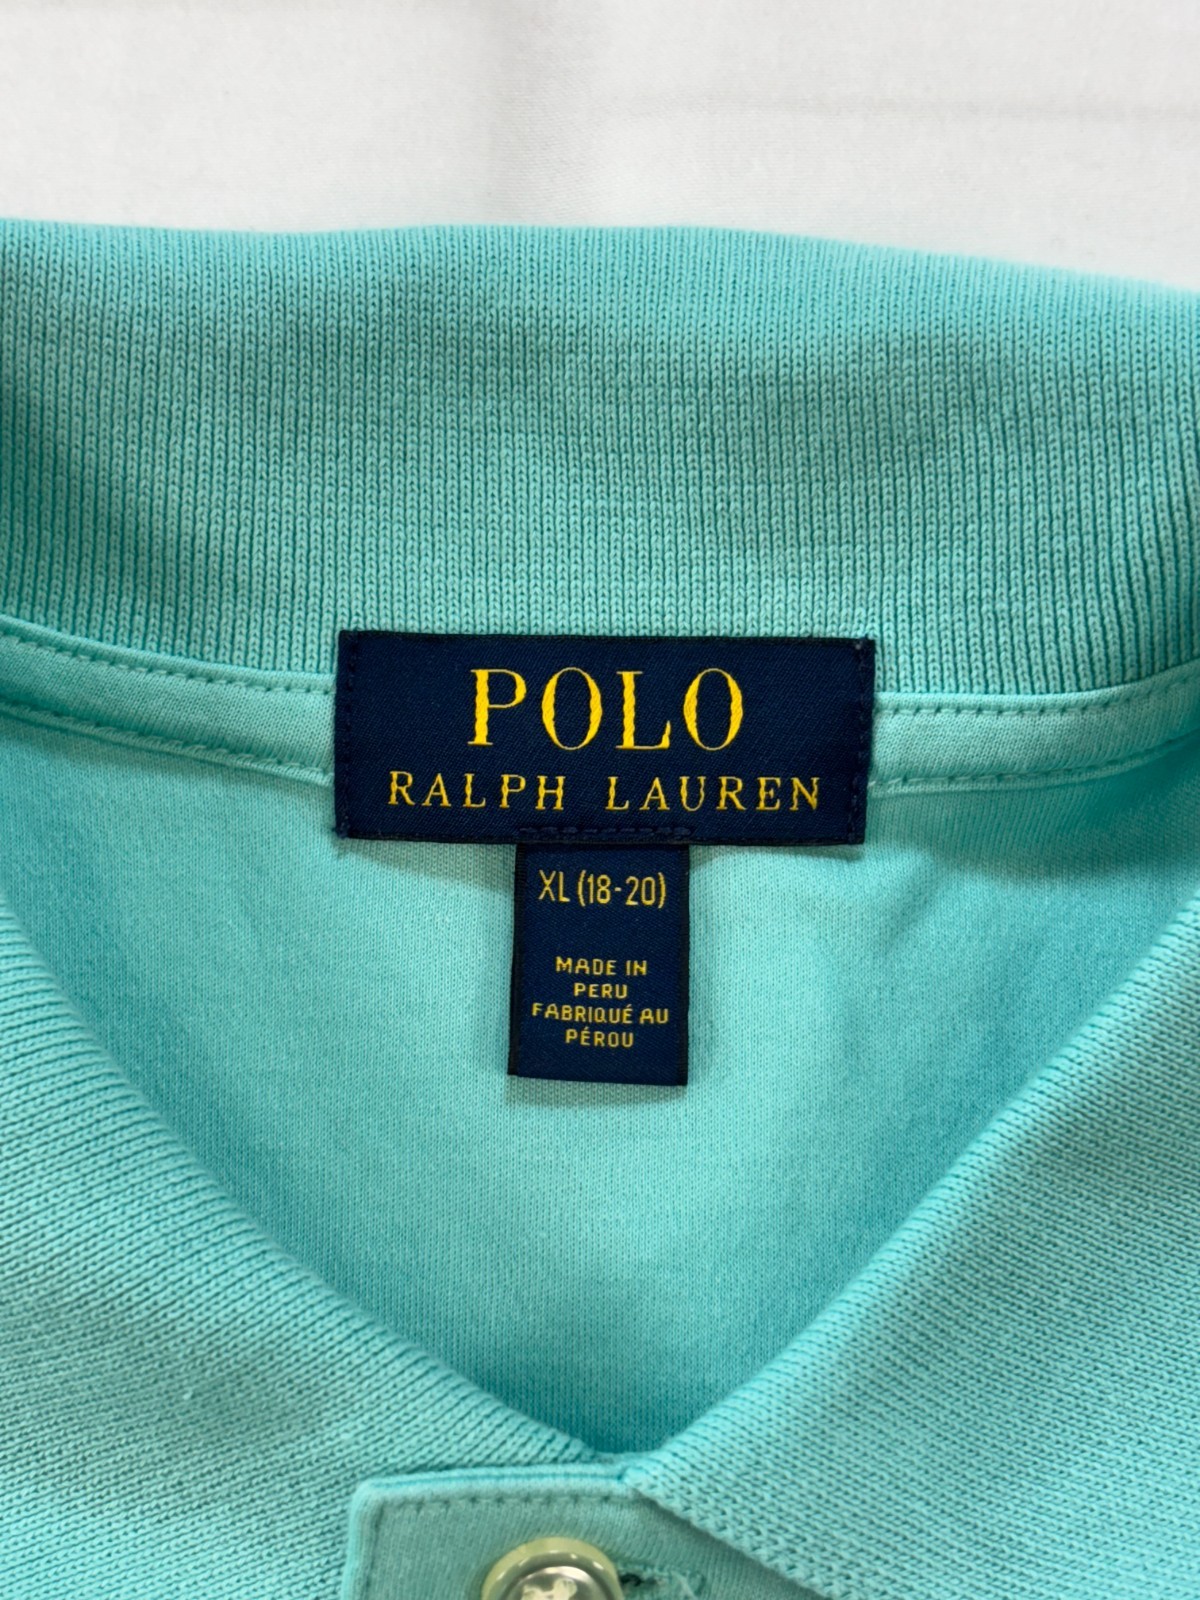 POLO
RALPH LAUREN
XL (18-20)
MADE IN
PERU
FABRIQUÉ AU
PÉROU